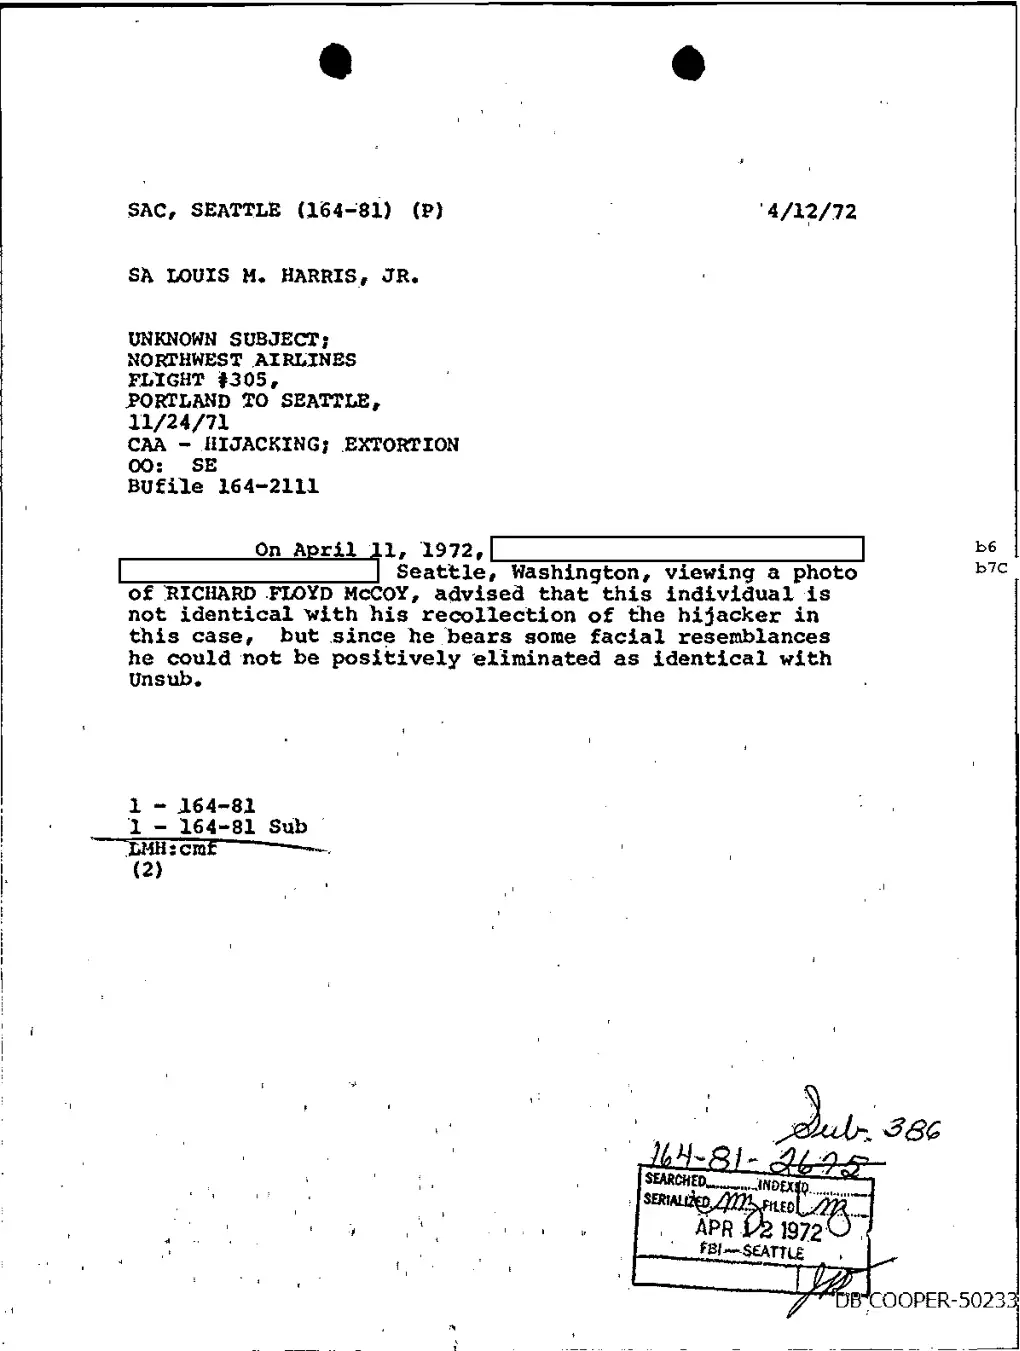 SAC, SEATTLE (164-81) (P) 4/12/72
SA LOUIS M. HARRIS, JR.
UNKNOWN SUBJECT;
NORTHWEST AIRLINES
FLIGHT #305,
PORTLAND TO SEATTLE,
11/24/71
CAA - HIJACKING; EXTORTION
OO: SE
BUfile 164-2111
On April 11, 1972, b6
Seattle, Washington, viewing a photo b7C
of RICHARD FLOYD McCOY, advised that this individual is
not identical with his recollection of the hijacker in
this case, but since he bears some facial resemblances
he could not be positively eliminated as identical with
Unsub.
1 - 164-81
1 - 164-81 Sub
LMH:cmf
(2)
Sub. 386
164-81-2675
SEARCHED INDEXED
SERIALIZED FILED
APR 12 1972
FBI — SEATTLE
DB COOPER-50233